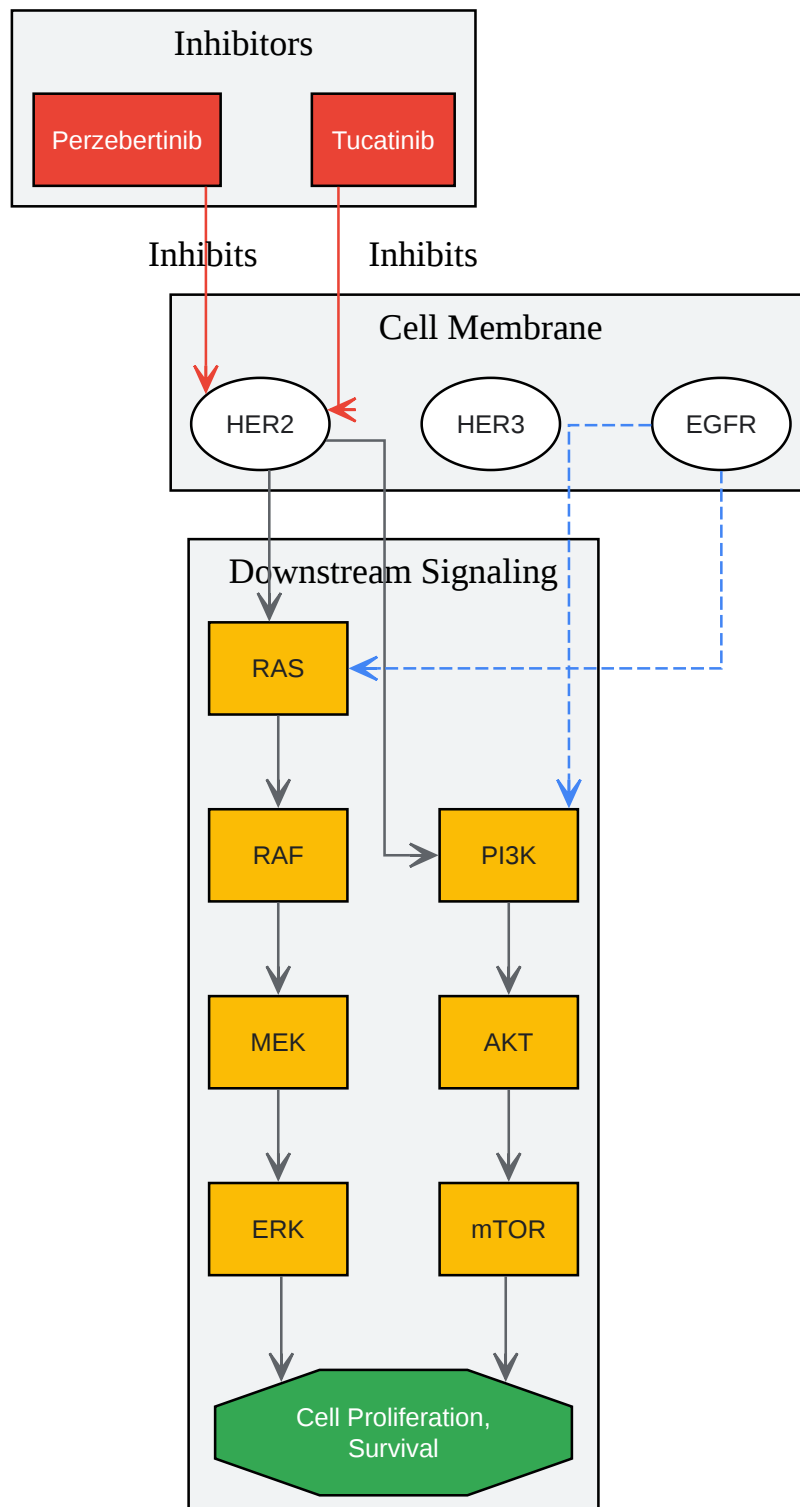 Inhibitors
Perzebertinib
Tucatinib
Inhibits
Inhibits
Cell Membrane
HER2
HER3
EGFR
Downstream Signaling
RAS
RAF
PI3K
MEK
AKT
ERK
mTOR
Cell Proliferation,
Survival